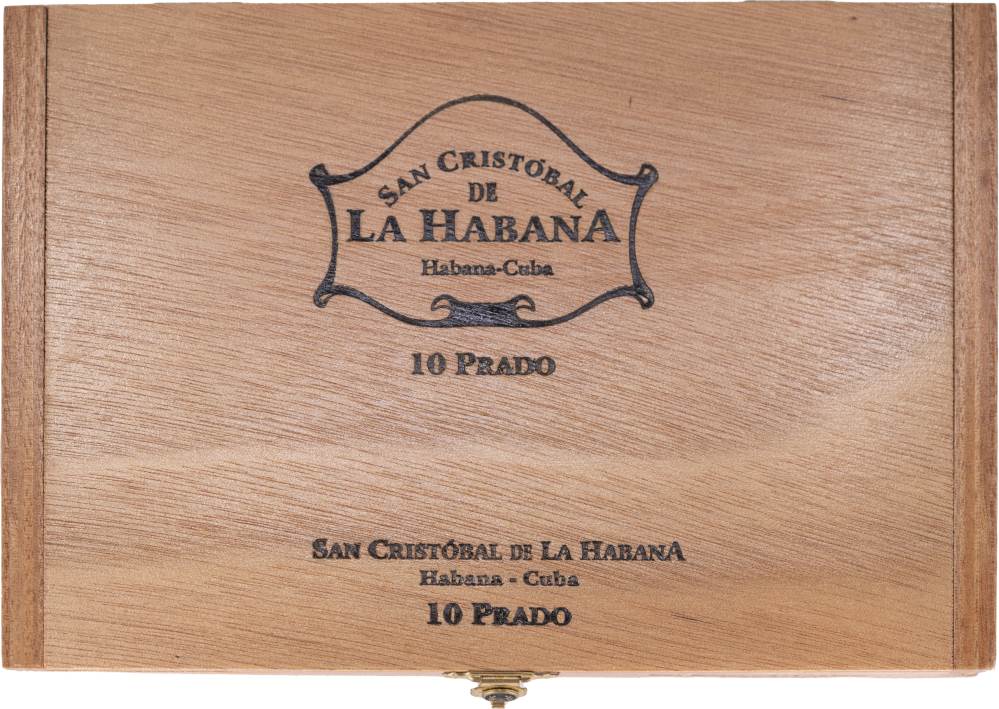 SAN CRISTÓBAL
DE
LA HABANA
Habana-Cuba
10 PRADO
SAN CRISTÓBAL DE LA HABANA
Habana - Cuba
10 PRADO